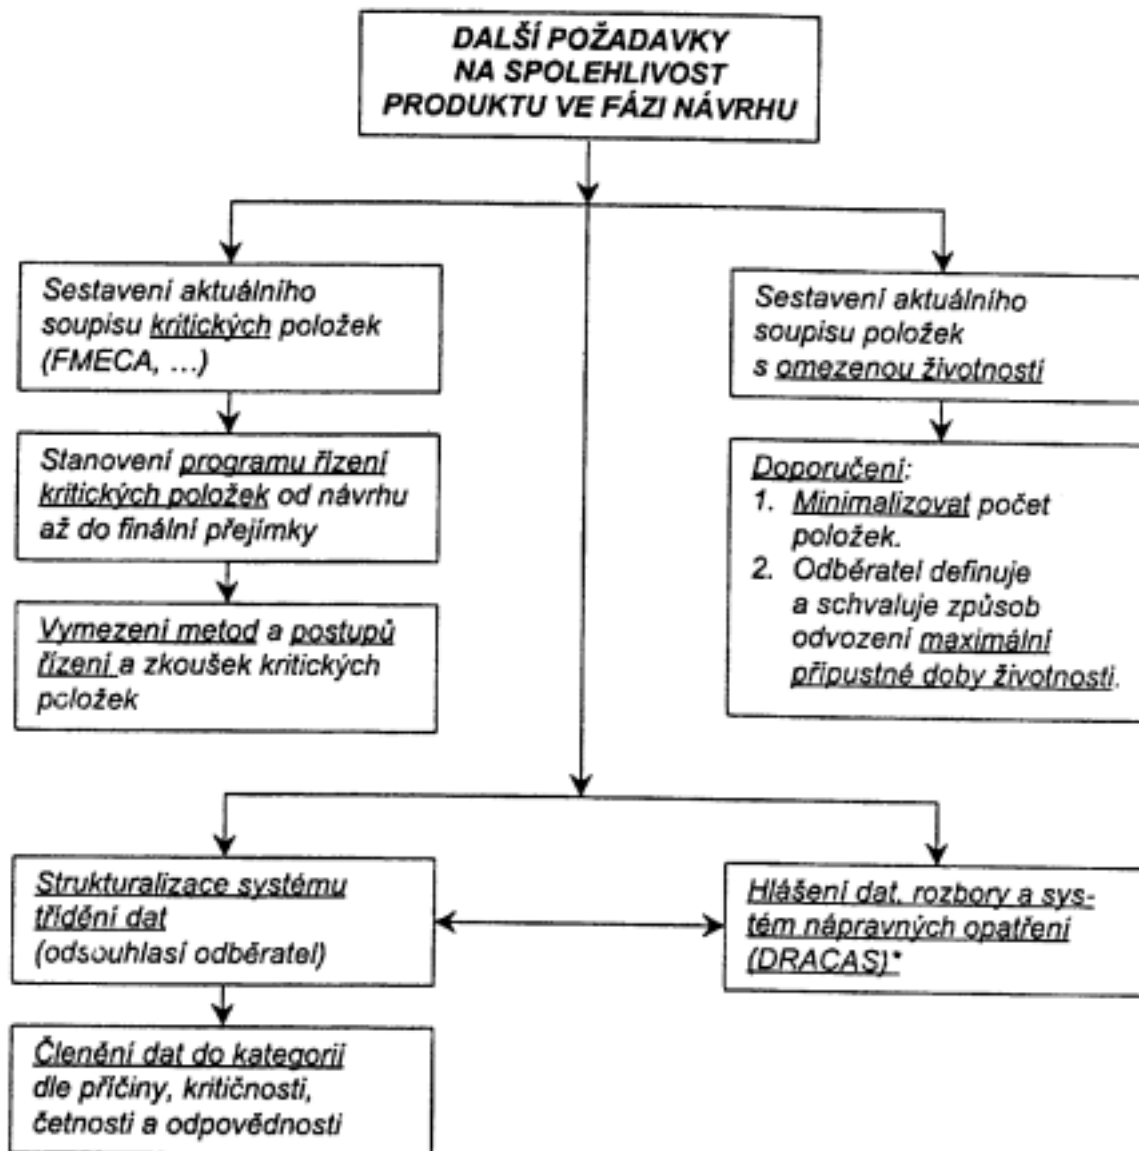 DALŠÍ POŽADAVKY
NA SPOLEHLIVOST
PRODUKTU VE FÁZI NÁVRHU
Sestavení aktuálního
soupisu kritických položek
(FMECA, ...)
Stanovení programu řízení
kritických položek od návrhu
až do finální přejímky
Vymezení metod a postupů
řízení a zkoušek kritických
položek
Sestavení aktuálního
soupisu položek
s omezenou životností
Doporučení:
1. Minimalizovat počet
položek.
2. Odběratel definuje
a schvaluje způsob
odvození maximální
přípustné doby životnosti.
Strukturalizace systému
třídění dat
(odsouhlasí odběratel)
Členění dat do kategorií
dle příčiny, kritičnosti,
četnosti a odpovědnosti
Hlášení dat, rozbory a sys-
tém nápravných opatření
(DRACAS)*